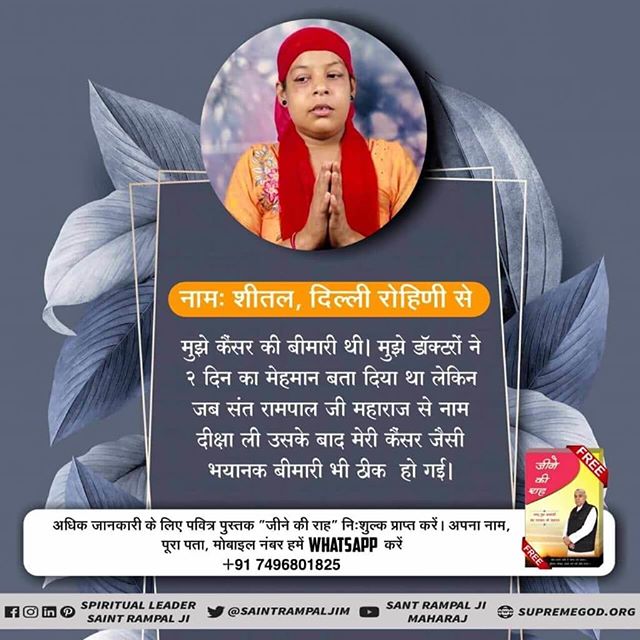 नामः शीतल, दिल्ली रोहिणी से
मुझे कैंसर की बीमारी थी। मुझे डॉक्टरों ने
२ दिन का मेहमान बता दिया था लेकिन
जब संत रामपाल जी महाराज से नाम
दीक्षा ली उसके बाद मेरी कैंसर जैसी
भयानक बीमारी भी ठीक हो गई।
FREE
जीने
की
राह
FREE
अधिक जानकारी के लिए पवित्र पुस्तक "जीने की राह" निःशुल्क प्राप्त करें। अपना नाम,
पूरा पता, मोबाइल नंबर हमें WHATSAPP करें
+91 7496801825
SPIRITUAL LEADER
SAINT RAMPAL JI
@SAINTRAMPALJIM
SANT RAMPAL JI
MAHARAJ
SUPREMEGOD.ORG